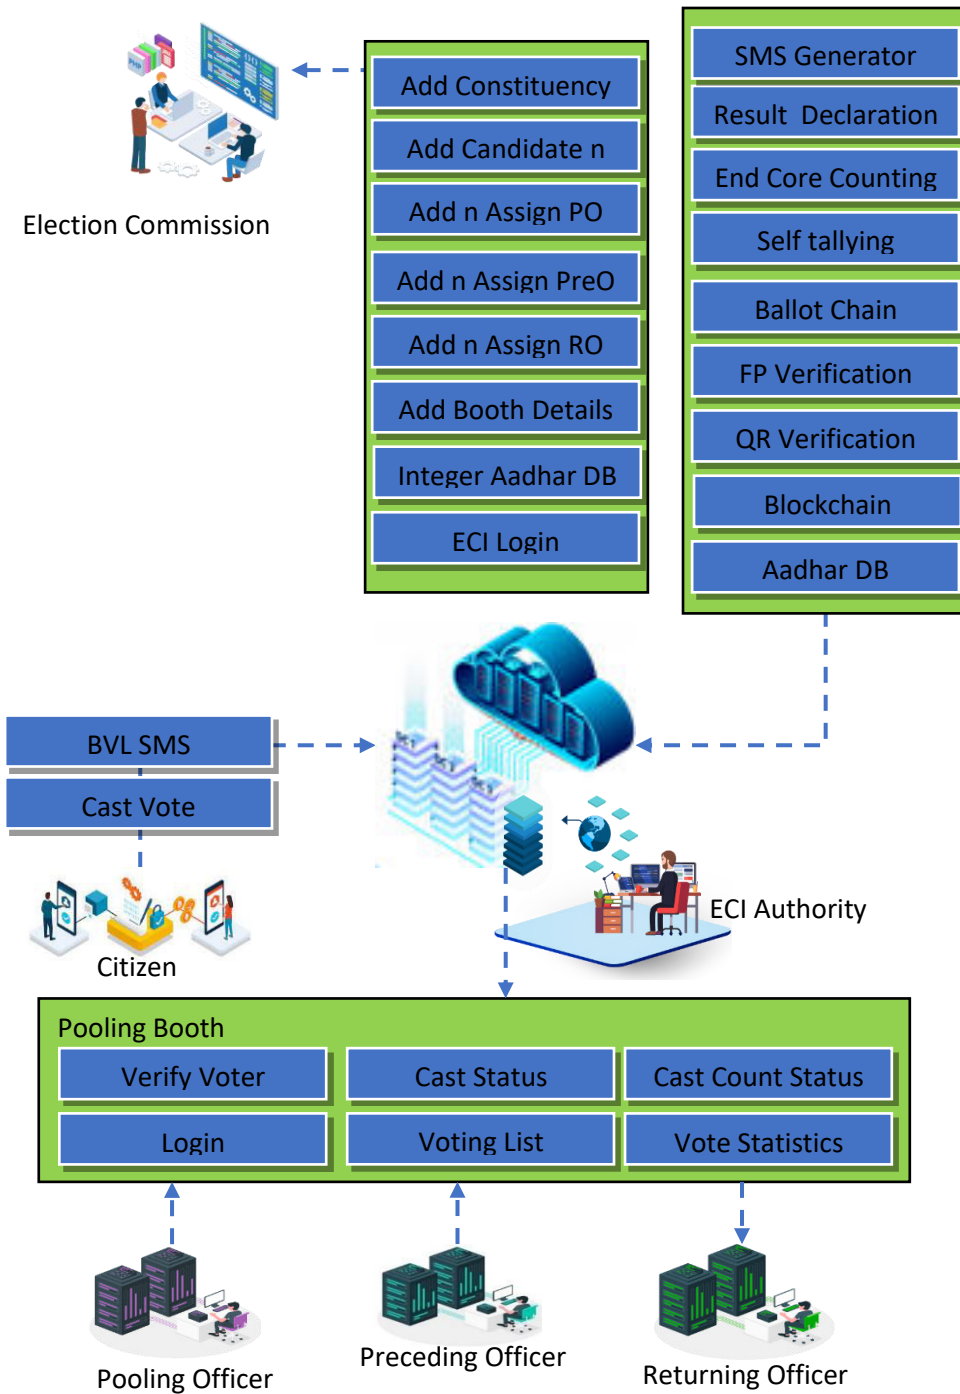 Election Commission
Add Constituency
Add Candidate n
Add n Assign PO
Add n Assign PreO
Add n Assign RO
Add Booth Details
Integer Aadhar DB
ECI Login
SMS Generator
Result Declaration
End Core Counting
Self tallying
Ballot Chain
FP Verification
QR Verification
Blockchain
Aadhar DB
BVL SMS
Cast Vote
Citizen
ECI Authority
Pooling Booth
Verify Voter
Cast Status
Cast Count Status
Login
Voting List
Vote Statistics
Pooling Officer
Preceding Officer
Returning Officer